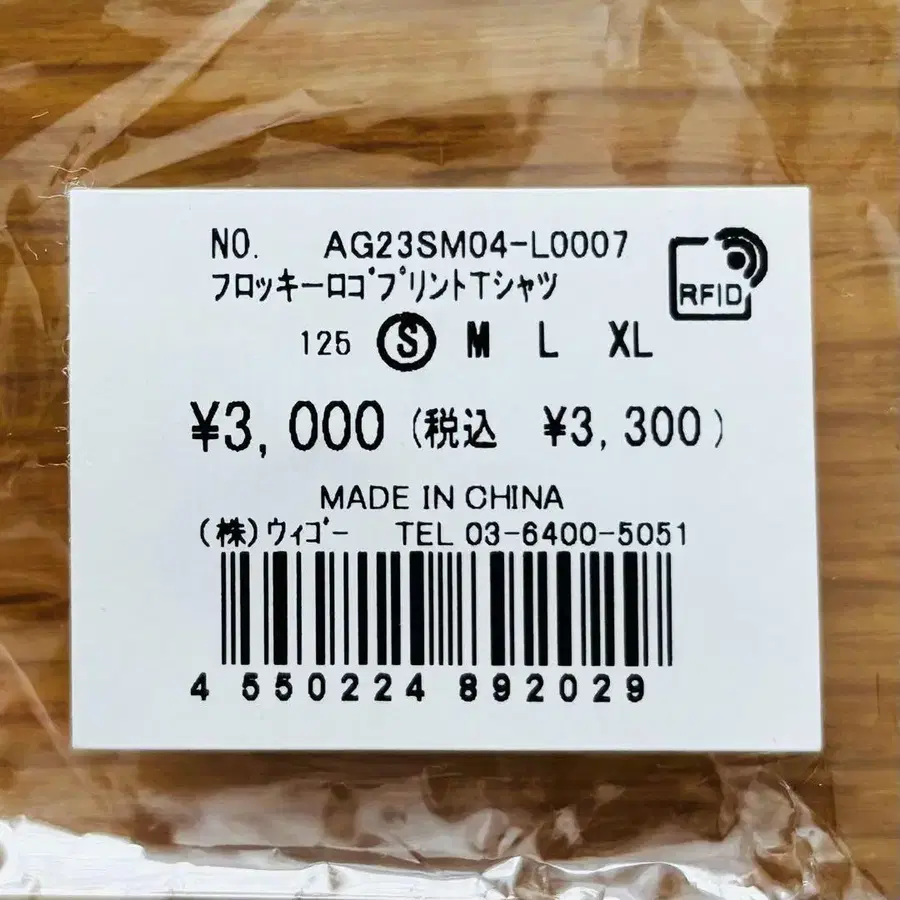 NO. AG23SM04-L0007
フロッキーロゴプリントTシャツ
RFID
125 S M L XL
¥3,000 (税込 ¥3,300)
MADE IN CHINA
(株)ウィゴー TEL 03-6400-5051
4 550224 892029